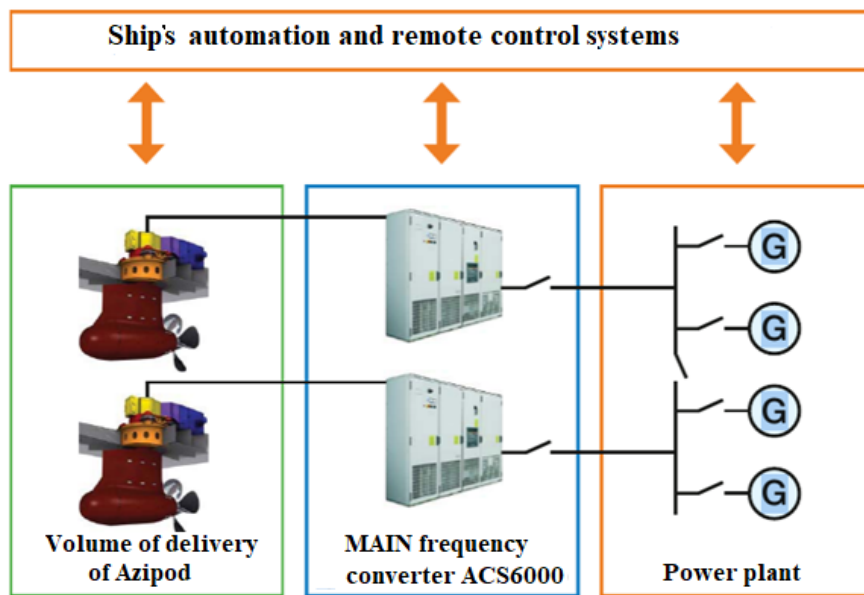 Ship's automation and remote control systems
G
G
G
G
Volume of delivery
of Azipod
MAIN frequency
converter ACS6000
Power plant